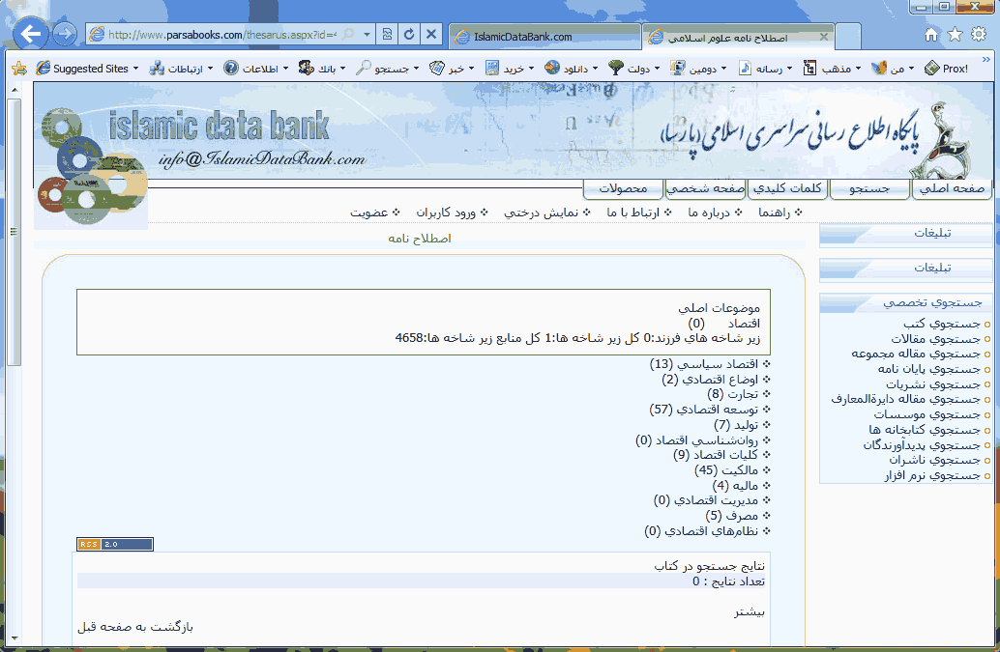 http://www.parsabooks.com/thesarus.aspx?id=
IslamicDataBank.com
اصطلاح نامه علوم اسلامي
Suggested Sites
ارتباطات
اطلاعات
بانك
جستجو
خبر
خريد
دانلود
دولت
دومين
رسانه
مذهب
من
Prox!
islamic data bank
info@IslamicDataBank.com
پایگاه اطلاع رسانی سراسری اسلامی (پارسا)
صفحه اصلي
جستجو
كلمات كليدي
صفحه شخصي
محصولات
راهنما
درباره ما
ارتباط با ما
نمايش درختي
ورود كاربران
عضويت
اصطلاح نامه
موضوعات اصلي
اقتصاد (0)
زير شاخه هاي فرزند:0 كل زير شاخه ها:1 كل منابع زير شاخه ها:4658
اقتصاد سياسي (13)
اوضاع اقتصادي (2)
تجارت (8)
توسعه اقتصادي (57)
توليد (7)
روان‌شناسي اقتصاد (0)
كليات اقتصاد (9)
مالكيت (45)
ماليه (4)
مديريت اقتصادي (0)
مصرف (5)
نظام‌هاي اقتصادي (0)
RSS 2.0
نتايج جستجو در كتاب
تعداد نتايج : 0
بيشتر
بازگشت به صفحه قبل
تبليغات
تبليغات
جستجوي تخصصي
جستجوي كتب
جستجوي مقالات
جستجوي مقاله مجموعه
جستجوي پايان نامه
جستجوي نشريات
جستجوي مقاله دايرةالمعارف
جستجوي موسسات
جستجوي كتابخانه ها
جستجوي پديدآورندگان
جستجوي ناشران
جستجوي نرم افزار